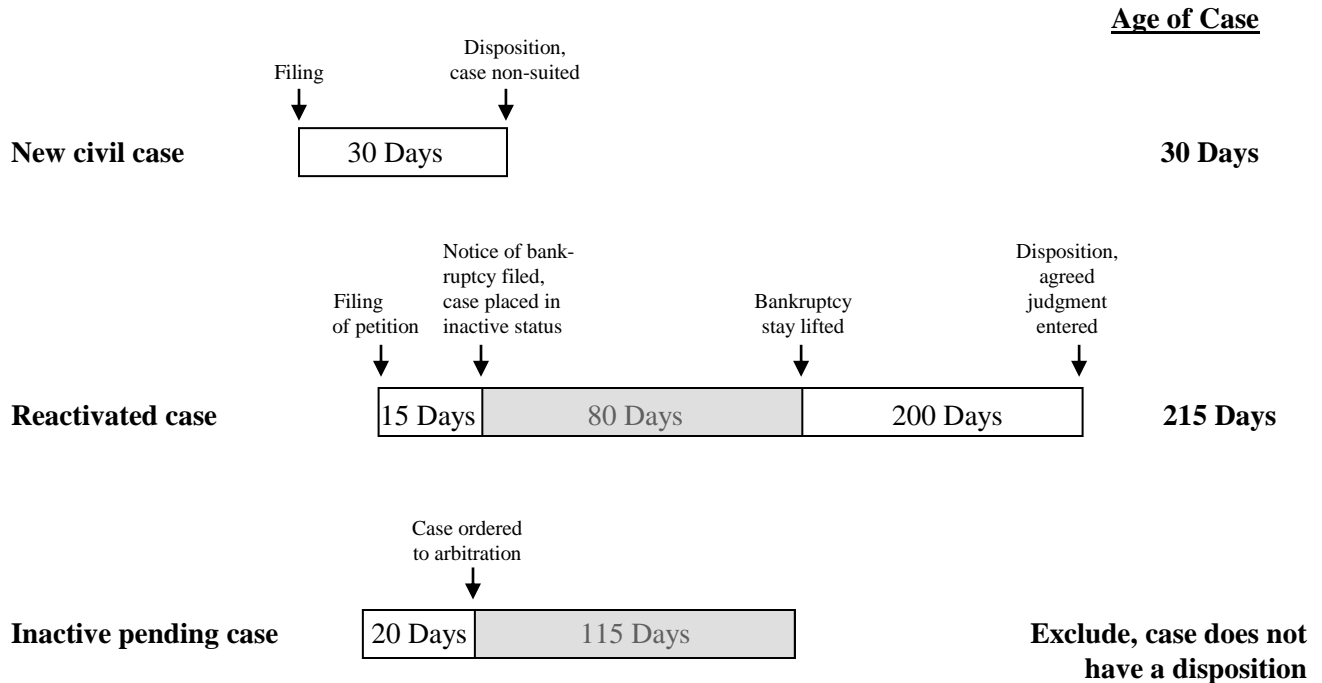 Age of Case
Disposition,
case non-suited
Filing
New civil case
30 Days
30 Days
Notice of bank-
ruptcy filed,
case placed in
inactive status
Disposition,
agreed
judgment
entered
Filing
of petition
Bankruptcy
stay lifted
Reactivated case
15 Days
80 Days
200 Days
215 Days
Case ordered
to arbitration
Inactive pending case
20 Days
115 Days
Exclude, case does not
have a disposition